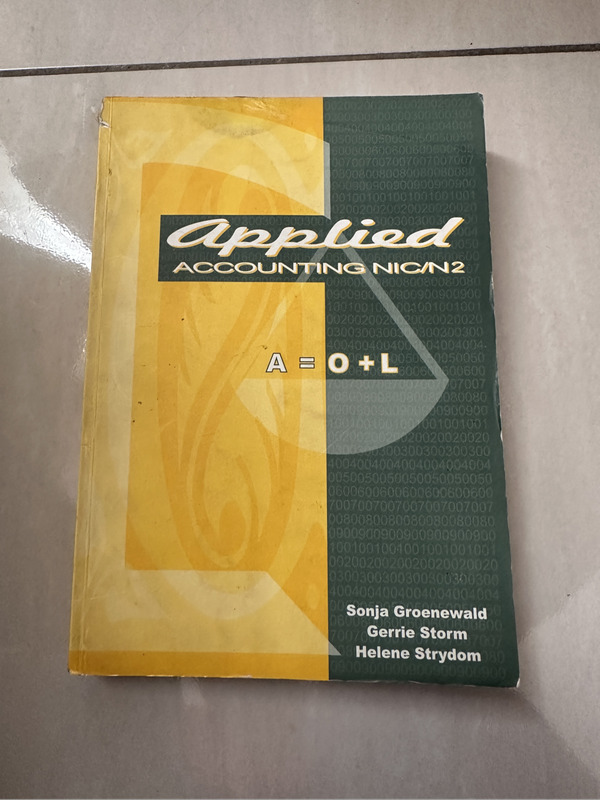 Applied
ACCOUNTING NIC/N2
A = O + L
Sonja Groenewald
Gerrie Storm
Helene Strydom